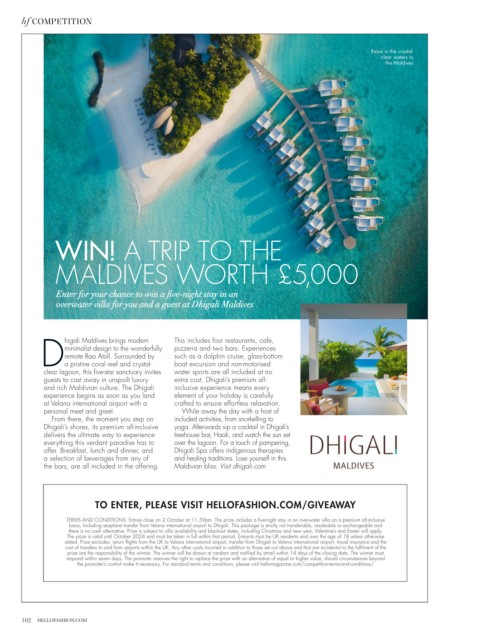 hf COMPETITION
Relax in the crystal-
clear waters in
the Maldives
WIN! A TRIP TO THE
MALDIVES WORTH £5,000
Enter for your chance to win a five-night stay in an
overwater villa for you and a guest at Dhigali Maldives
Dhigali Maldives brings modern
minimalist design to the wonderfully
remote Raa Atoll. Surrounded by
a pristine coral reef and crystal-
clear lagoon, this five-star sanctuary invites
guests to cast away in unspoilt luxury
and rich Maldivian culture. The Dhigali
experience begins as soon as you land
at Velana international airport with a
personal meet and greet.
From there, the moment you step on
Dhigali's shores, its premium all-inclusive
delivers the ultimate way to experience
everything this verdant paradise has to
offer. Breakfast, lunch and dinner, and
a selection of beverages from any of
the bars, are all included in the offering.
This includes four restaurants, cafe,
pizzeria and two bars. Experiences
such as a dolphin cruise, glass-bottom
boat excursion and non-motorised
water sports are all included at no
extra cost. Dhigali's premium all-
inclusive experience means every
element of your holiday is carefully
crafted to ensure effortless relaxation.
While away the day with a host of
included activities, from snorkelling to
yoga. Afterwards sip a cocktail in Dhigali's
treehouse bar, Haali, and watch the sun set
over the lagoon. For a touch of pampering,
Dhigali Spa offers indigenous therapies
and healing traditions. Lose yourself in this
Maldivian bliss. Visit dhigali.com
DHIGALI
MALDIVES
TO ENTER, PLEASE VISIT HELLOFASHION.COM/GIVEAWAY
TERMS AND CONDITIONS: Entries close on 2 October at 11.59pm. The prize includes a five-night stay in an overwater villa on a premium all-inclusive
basis, including seaplane transfer from Velana international airport to Dhigali. This package is strictly not transferable, resaleable or exchangeable and
there is no cash alternative. Prize is subject to villa availability and blackout dates, including Christmas and new year, Valentine's and Easter will apply.
The prize is valid until October 2024 and must be taken in full within that period. Entrants must be UK residents and over the age of 18 unless otherwise
stated. Prize excludes: return flights from the UK to Velana international airport, transfer from Dhigali to Velana international airport, travel insurance and the
cost of transfers to and from airports within the UK. Any other costs incurred in addition to those set out above and that are incidental to the fulfilment of the
prize are the responsibility of the winner. The winner will be drawn at random and notified by email within 14 days of the closing date. The winner must
respond within seven days. The promoter reserves the right to replace the prize with an alternative of equal or higher value, should circumstances beyond
the promoter's control make it necessary. For standard terms and conditions, please visit hellomagazine.com/competition-terms-and-conditions/
102 HELLOFASHION.COM